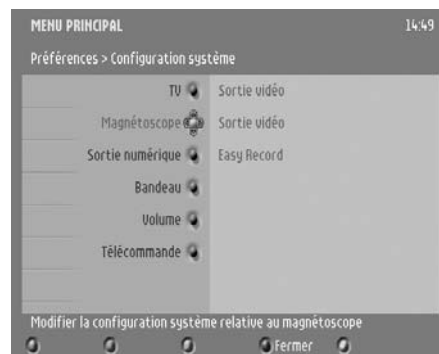 MENU PRINCIPAL 14:49
Préférences > Configuration système
TV Sortie vidéo
Magnétoscope Sortie vidéo
Sortie numérique Easy Record
Bandeau
Volume
Télécommande
Modifier la configuration système relative au magnétoscope
Fermer